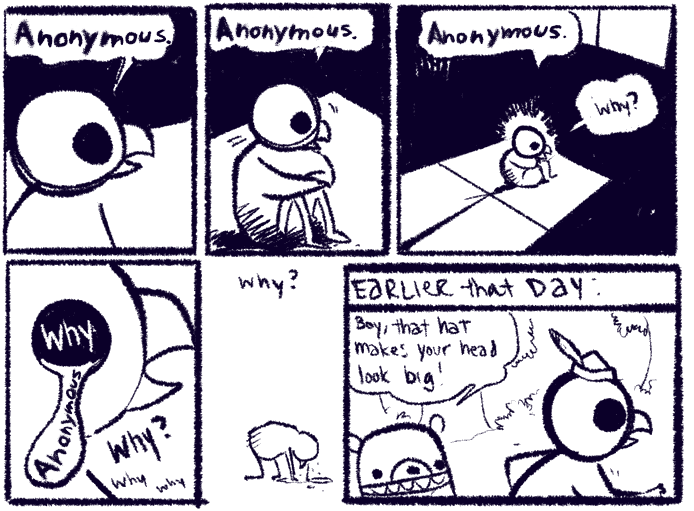 Anonymous.
Anonymous.
Anonymous.
Why?
Why
Anonymous
Why?
why why
why?
EARLIER that DAY:
Boy, that hat
makes your head
look big!